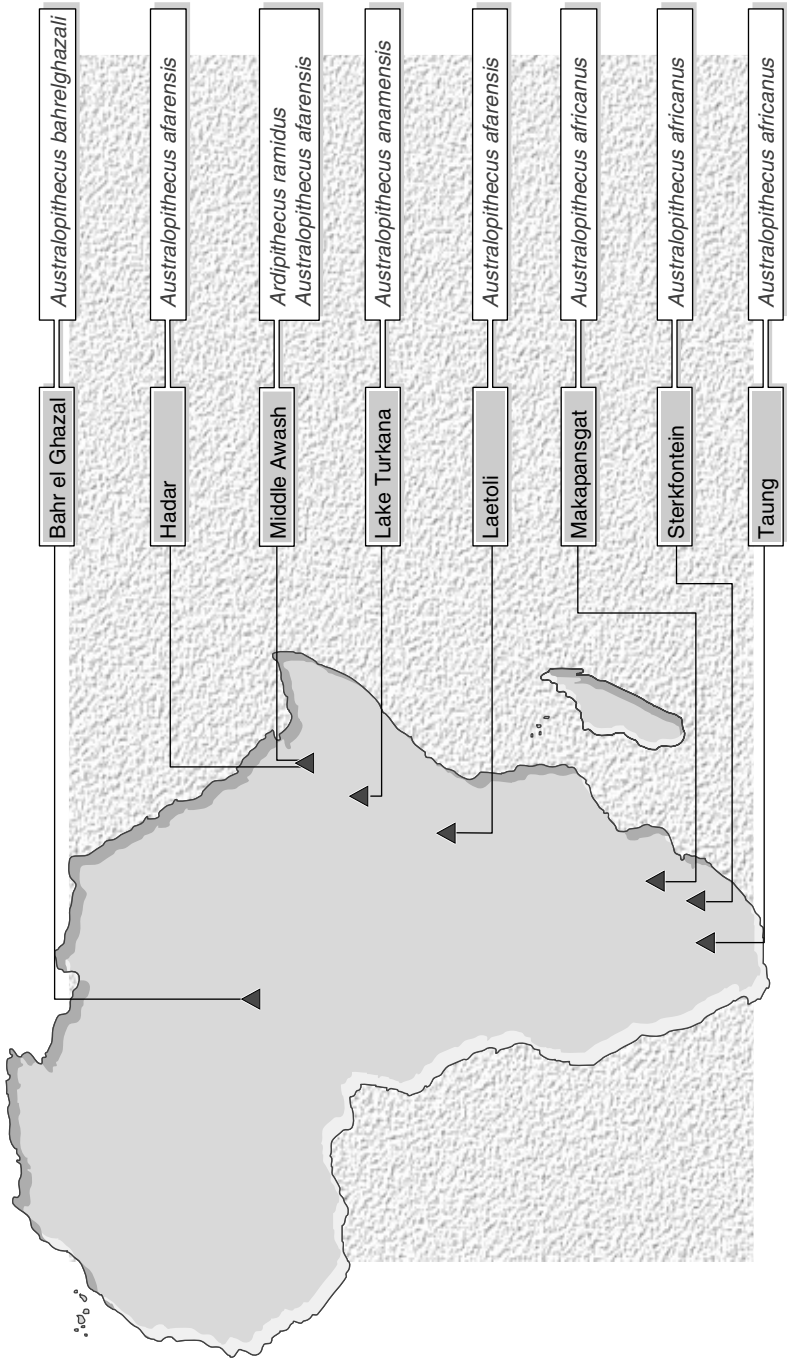 Bahr el Ghazal
Australopithecus bahrelghazali
Hadar
Australopithecus afarensis
Middle Awash
Ardipithecus ramidus
Australopithecus afarensis
Lake Turkana
Australopithecus anamensis
Laetoli
Australopithecus afarensis
Makapansgat
Australopithecus africanus
Sterkfontein
Australopithecus africanus
Taung
Australopithecus africanus